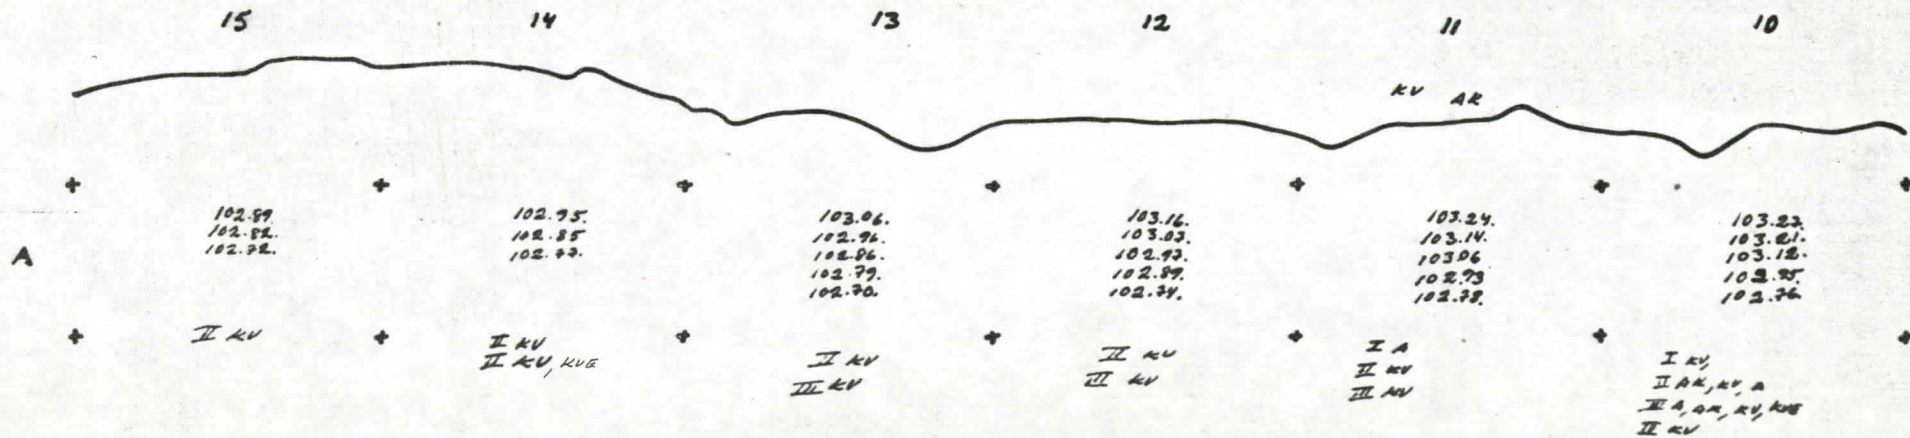 15 14 13 12 11 10
KV AK
A
102.89. 102.95. 103.06. 103.16. 103.24. 103.27.
102.82. 102.85 102.96. 103.07. 103.14. 103.21.
102.72. 102.77. 102.86. 102.97. 103.06 103.12.
102.79. 102.89. 102.93 102.95.
102.70. 102.74. 102.78. 102.76.
II KV
II KV
II KV, KVE
II KV
III KV
II KV
III KV
I A
II KV
III KV
I KV,
II AK, KV, A
III A, AK, KV, KVE
II KV